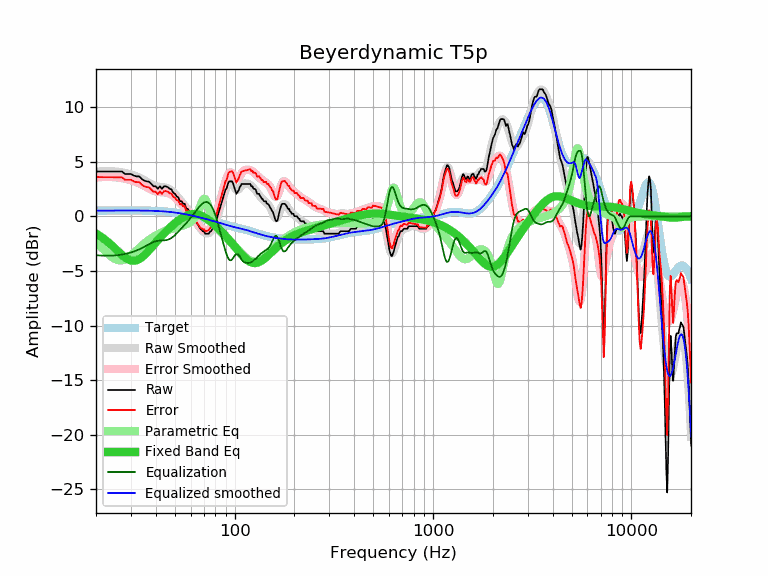 Beyerdynamic T5p
10
5
0
−5
−10
−15
−20
−25
Amplitude (dBr)
Target
Raw Smoothed
Error Smoothed
Raw
Error
Parametric Eq
Fixed Band Eq
Equalization
Equalized smoothed
100 1000 10000
Frequency (Hz)